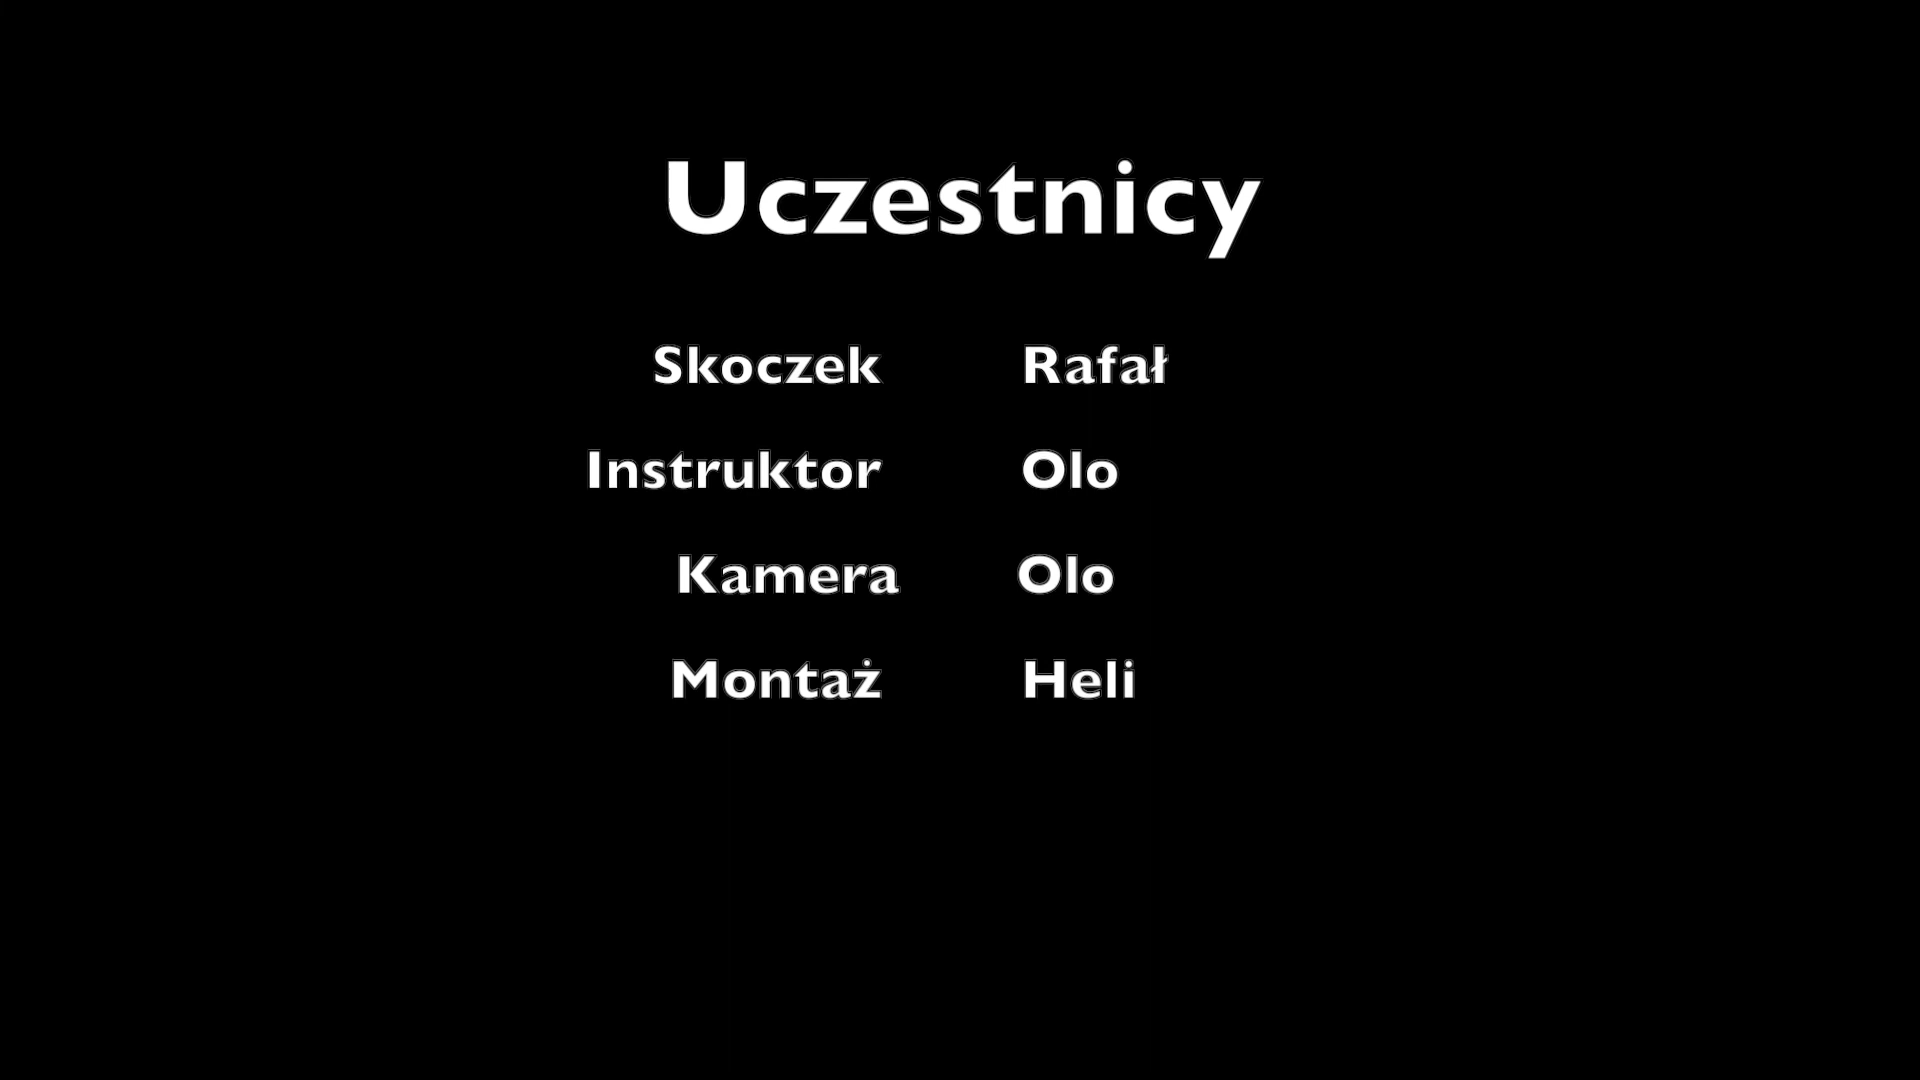 Uczestnicy
Skoczek Rafał
Instruktor Olo
Kamera Olo
Montaż Heli